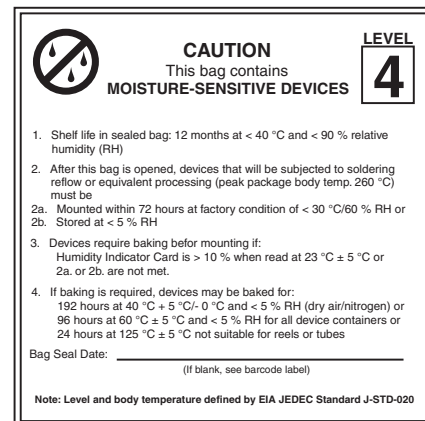 CAUTION
This bag contains
MOISTURE-SENSITIVE DEVICES
LEVEL
4
1. Shelf life in sealed bag: 12 months at < 40 °C and < 90 % relative
humidity (RH)
2. After this bag is opened, devices that will be subjected to soldering
reflow or equivalent processing (peak package body temp. 260 °C)
must be
2a. Mounted within 72 hours at factory condition of < 30 °C/60 % RH or
2b. Stored at < 5 % RH
3. Devices require baking befor mounting if:
Humidity Indicator Card is > 10 % when read at 23 °C ± 5 °C or
2a. or 2b. are not met.
4. If baking is required, devices may be baked for:
192 hours at 40 °C + 5 °C/- 0 °C and < 5 % RH (dry air/nitrogen) or
96 hours at 60 °C ± 5 °C and < 5 % RH for all device containers or
24 hours at 125 °C ± 5 °C not suitable for reels or tubes
Bag Seal Date:
(If blank, see barcode label)
Note: Level and body temperature defined by EIA JEDEC Standard J-STD-020